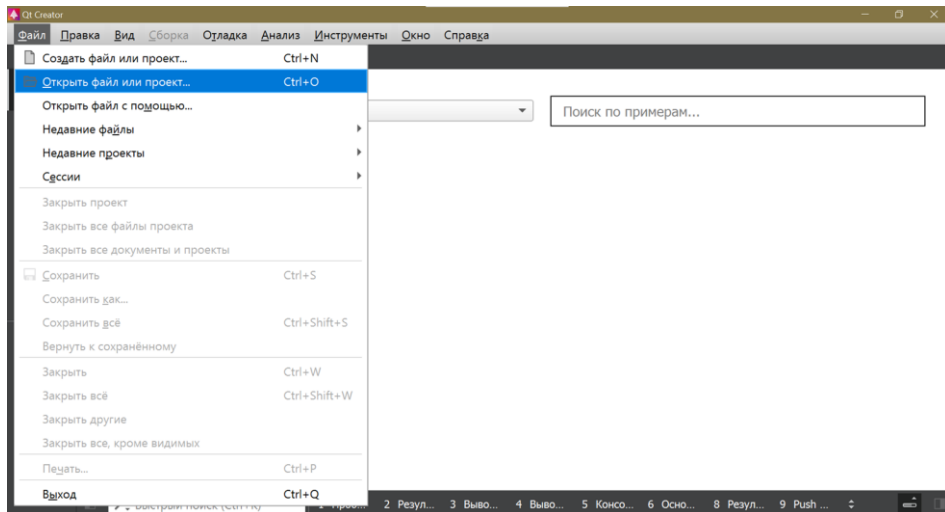 Qt Creator
Файл Правка Вид Сборка Отладка Анализ Инструменты Окно Справка
Создать файл или проект... Ctrl+N
Открыть файл или проект... Ctrl+O
Открыть файл с помощью...
Поиск по примерам...
Недавние файлы
Недавние проекты
Сессии
Закрыть проект
Закрыть все файлы проекта
Закрыть все документы и проекты
Сохранить Ctrl+S
Сохранить как...
Сохранить всё Ctrl+Shift+S
Вернуть к сохранённому
Закрыть Ctrl+W
Закрыть всё Ctrl+Shift+W
Закрыть другие
Закрыть все, кроме видимых
Печать... Ctrl+P
Выход Ctrl+Q
Быстрый поиск (Ctrl+K) 2 Резул... 3 Выво... 4 Выво... 5 Консо... 6 Осно... 8 Резул... 9 Push ...